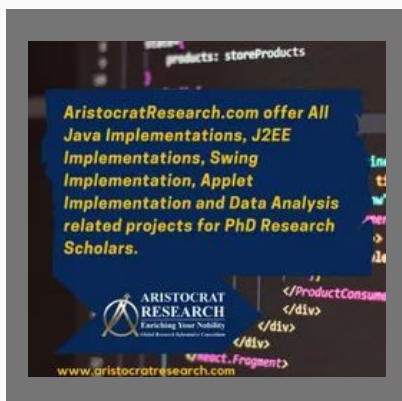 products: storeProducts
AristocratResearch.com offer All
Java Implementations, J2EE
Implementations, Swing
Implementation, Applet
Implementation and Data Analysis
related projects for PhD Research
Scholars.
ARISTOCRAT
RESEARCH
Enriching Your Nobility
</ProductConsume
</div>
</div>
</div>
</React.Fragment>
www.aristocratresearch.com